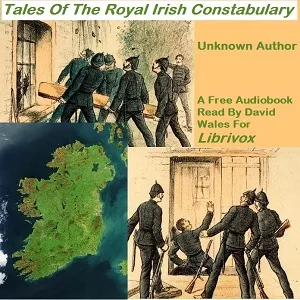 Tales Of The Royal Irish Constabulary
Unknown Author
A Free Audiobook
Read By David
Wales For
Librivox